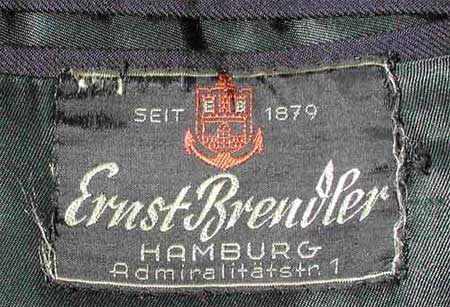 SEIT 1879
E B
Ernst Brendler
HAMBURG
Admiralitätstr. 1